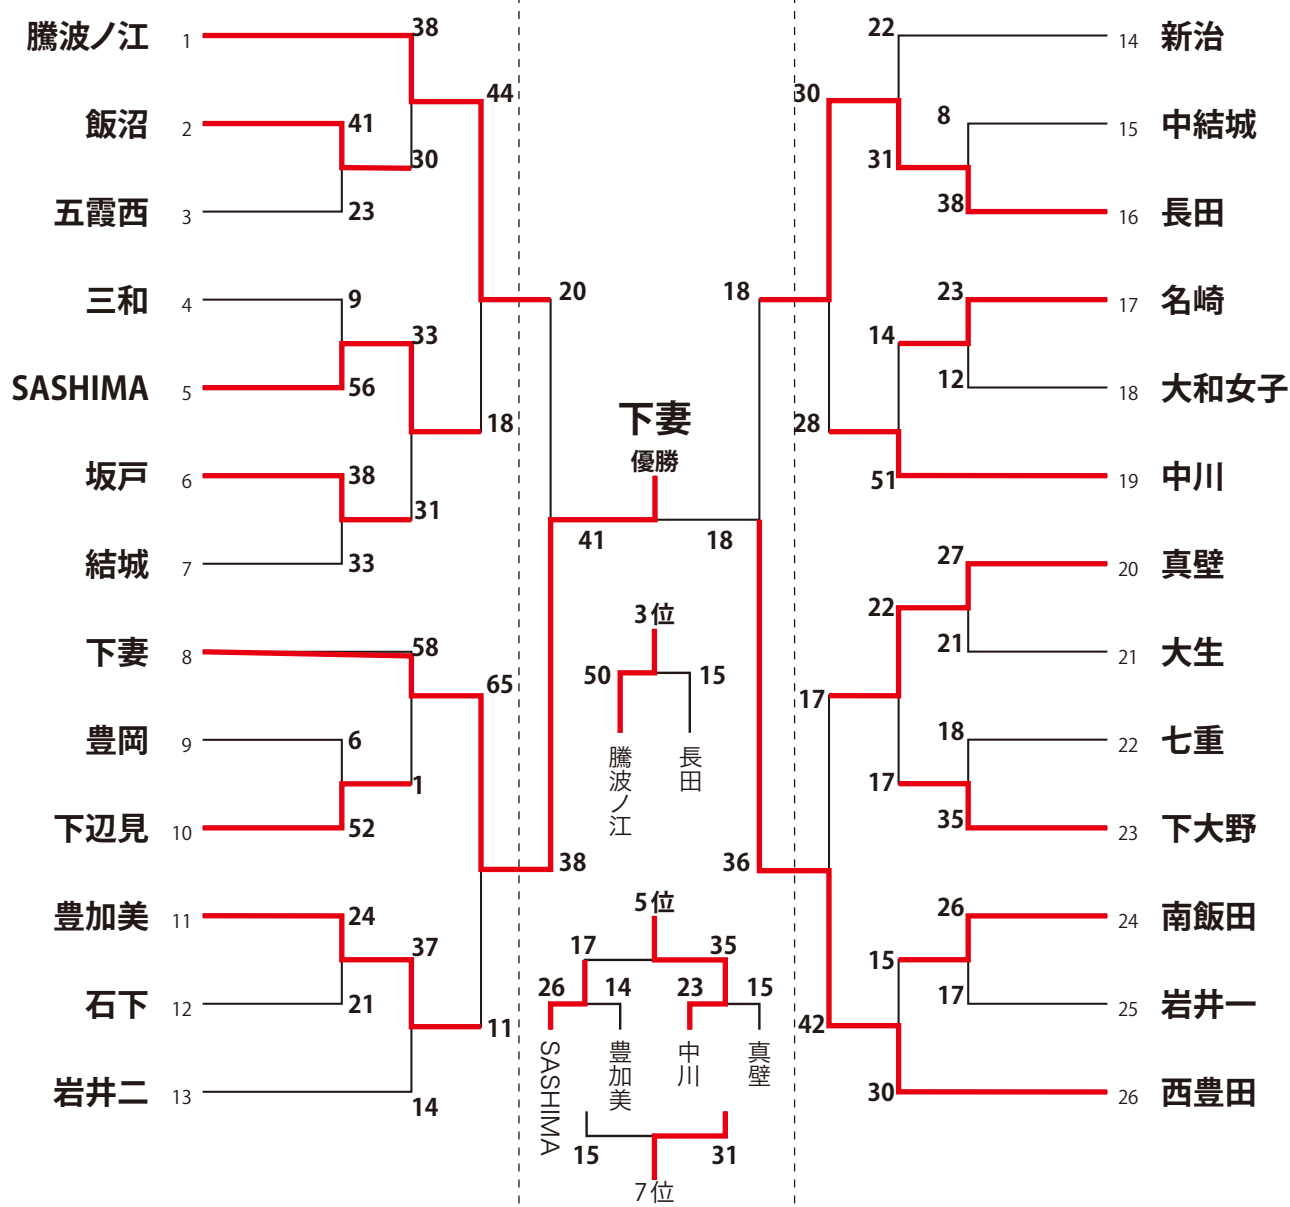 騰波ノ江 1
飯沼 2
五霞西 3
三和 4
SASHIMA 5
坂戸 6
結城 7
下妻 8
豊岡 9
下辺見 10
豊加美 11
石下 12
岩井二 13
38
41
30
23
9
33
56
38
31
33
58
6
1
52
24
37
21
14
44
18
65
11
20
38
下妻
優勝
41 18
3位
50 15
騰波ノ江
長田
5位
17 35
26 14 23 15
SASHIMA
豊加美
中川
真壁
15 31
7位
18
36
30
28
17
42
22
8
31
38
23
14
12
51
27
22
21
18
17
35
26
15
17
30
14 新治
15 中結城
16 長田
17 名崎
18 大和女子
19 中川
20 真壁
21 大生
22 七重
23 下大野
24 南飯田
25 岩井一
26 西豊田